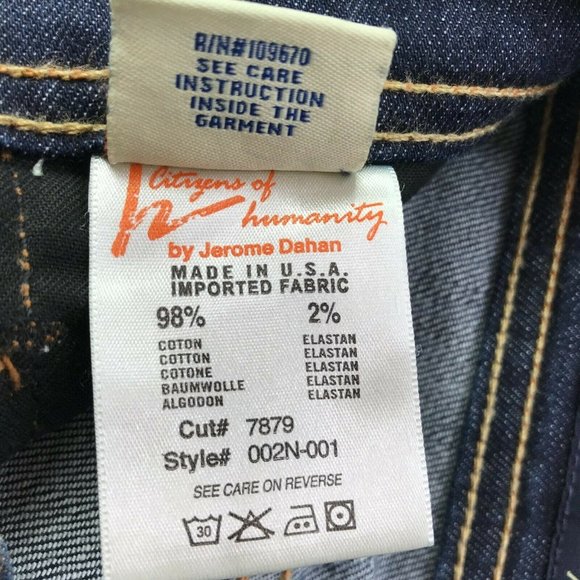 R/N#109670
SEE CARE
INSTRUCTION
INSIDE THE
GARMENT
Citizens of
humanity
by Jerome Dahan
MADE IN U.S.A.
IMPORTED FABRIC
98% 2%
COTON ELASTAN
COTTON ELASTAN
COTONE ELASTAN
BAUMWOLLE ELASTAN
ALGODON ELASTAN
Cut# 7879
Style# 002N-001
SEE CARE ON REVERSE
30